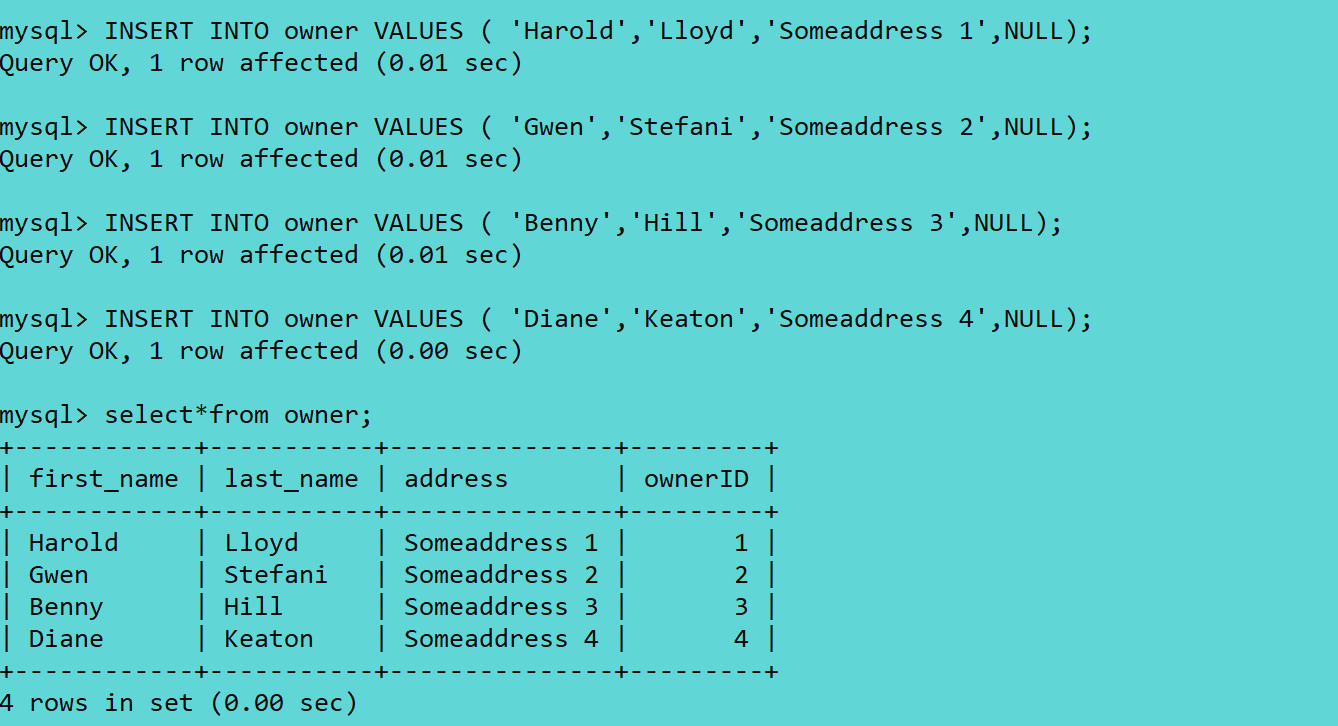 mysql> INSERT INTO owner VALUES ( 'Harold','Lloyd','Someaddress 1',NULL);
Query OK, 1 row affected (0.01 sec)
mysql> INSERT INTO owner VALUES ( 'Gwen','Stefani','Someaddress 2',NULL);
Query OK, 1 row affected (0.01 sec)
mysql> INSERT INTO owner VALUES ( 'Benny','Hill','Someaddress 3',NULL);
Query OK, 1 row affected (0.01 sec)
mysql> INSERT INTO owner VALUES ( 'Diane','Keaton','Someaddress 4',NULL);
Query OK, 1 row affected (0.00 sec)
mysql> select*from owner;
+------------+-----------+---------------+---------+
| first_name | last_name | address       | ownerID |
+------------+-----------+---------------+---------+
| Harold     | Lloyd     | Someaddress 1 |       1 |
| Gwen       | Stefani   | Someaddress 2 |       2 |
| Benny      | Hill      | Someaddress 3 |       3 |
| Diane      | Keaton    | Someaddress 4 |       4 |
+------------+-----------+---------------+---------+
4 rows in set (0.00 sec)